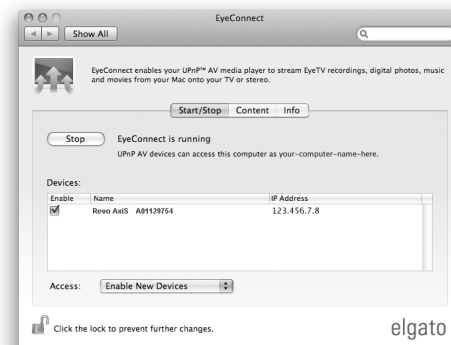 EyeConnect
Show All
EyeConnect enables your UPnP™ AV media player to stream EyeTV recordings, digital photos, music
and movies from your Mac onto your TV or stereo.
Start/Stop Content Info
Stop EyeConnect is running
UPnP AV devices can access this computer as your-computer-name-here.
Devices:
Enable Name IP Address
Revo AxiS A01129754 123.456.7.8
Access: Enable New Devices
Click the lock to prevent further changes.
elgato